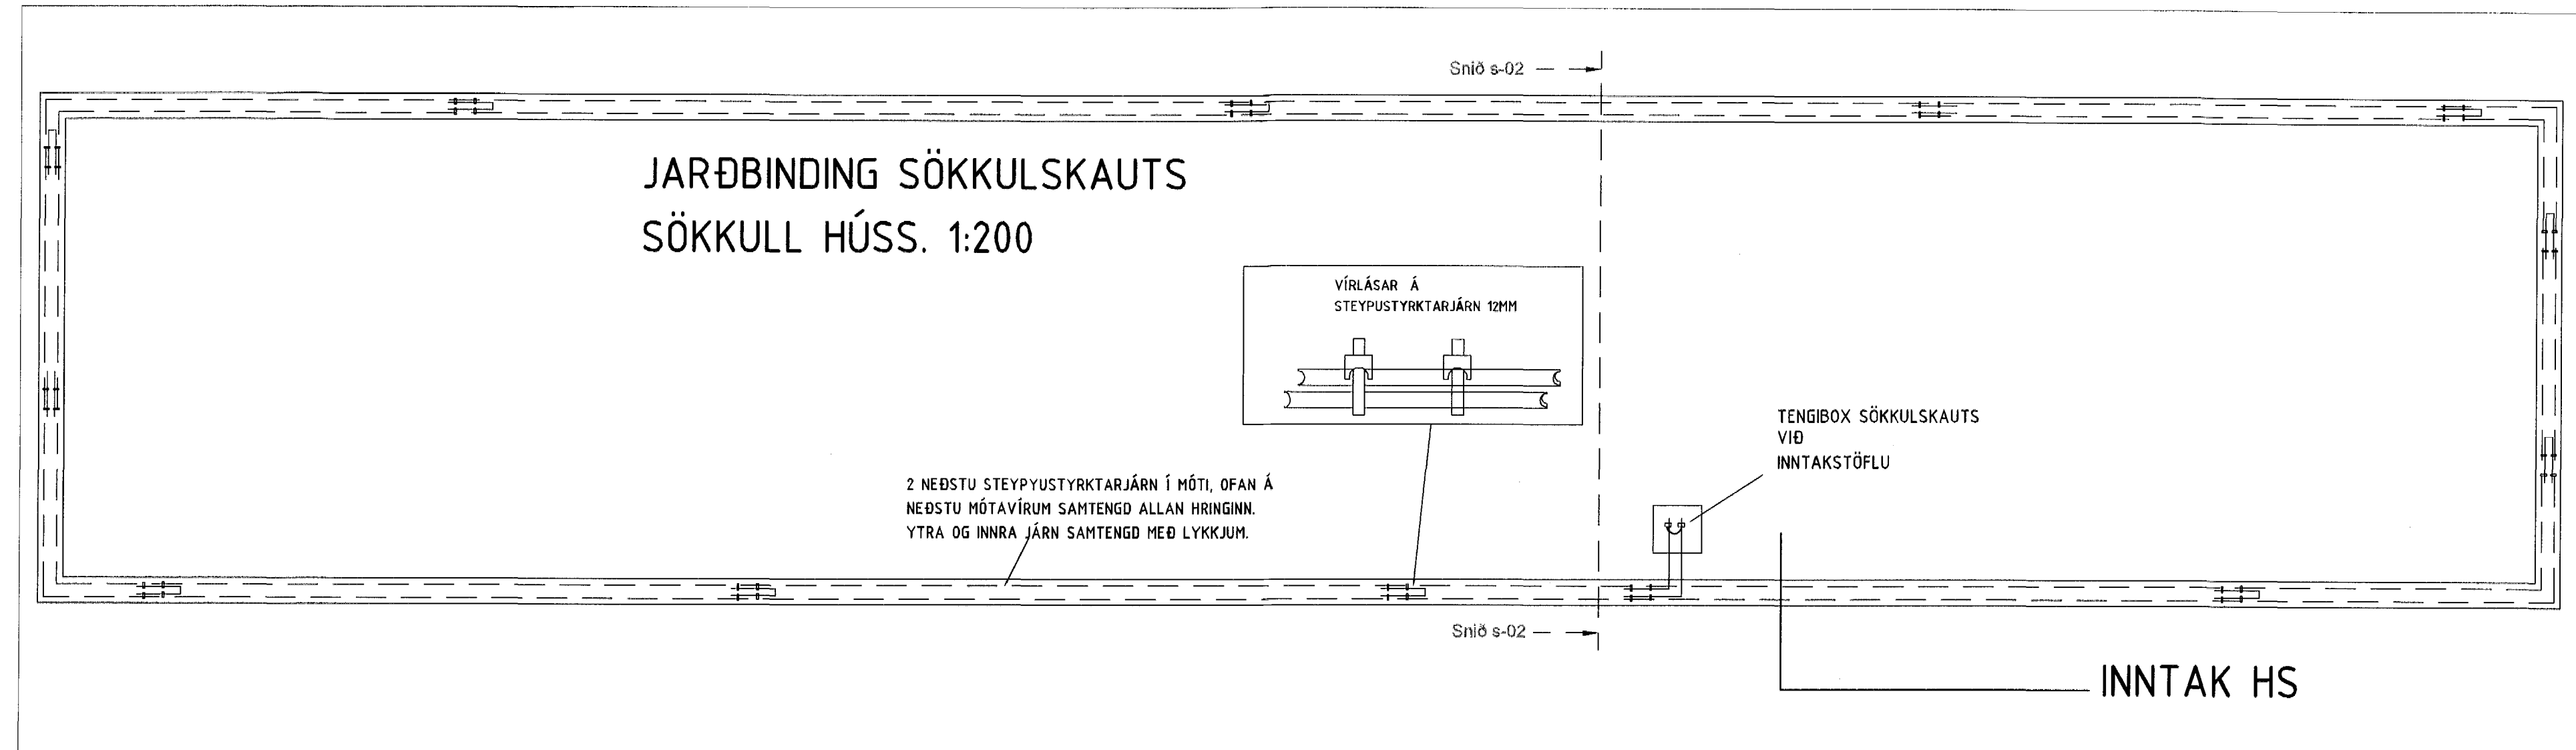 Snið s-02
JARÐBINDING SÖKKULSKAUTS
SÖKKULL HÚSS. 1:200
VÍRLÁSAR Á
STEYPUSTYRKTARJÁRN 12MM
TENGIBOX SÖKKULSKAUTS
VIÐ
INNTAKSTÖFLU
2 NEÐSTU STEYPYUSTYRKTARJÁRN Í MÓTI, OFAN Á
NEÐSTU MÓTAVÍRUM SAMTENGD ALLAN HRINGINN.
YTRA OG INNRA JÁRN SAMTENGD MEÐ LYKKJUM.
Snið s-02
INNTAK HS